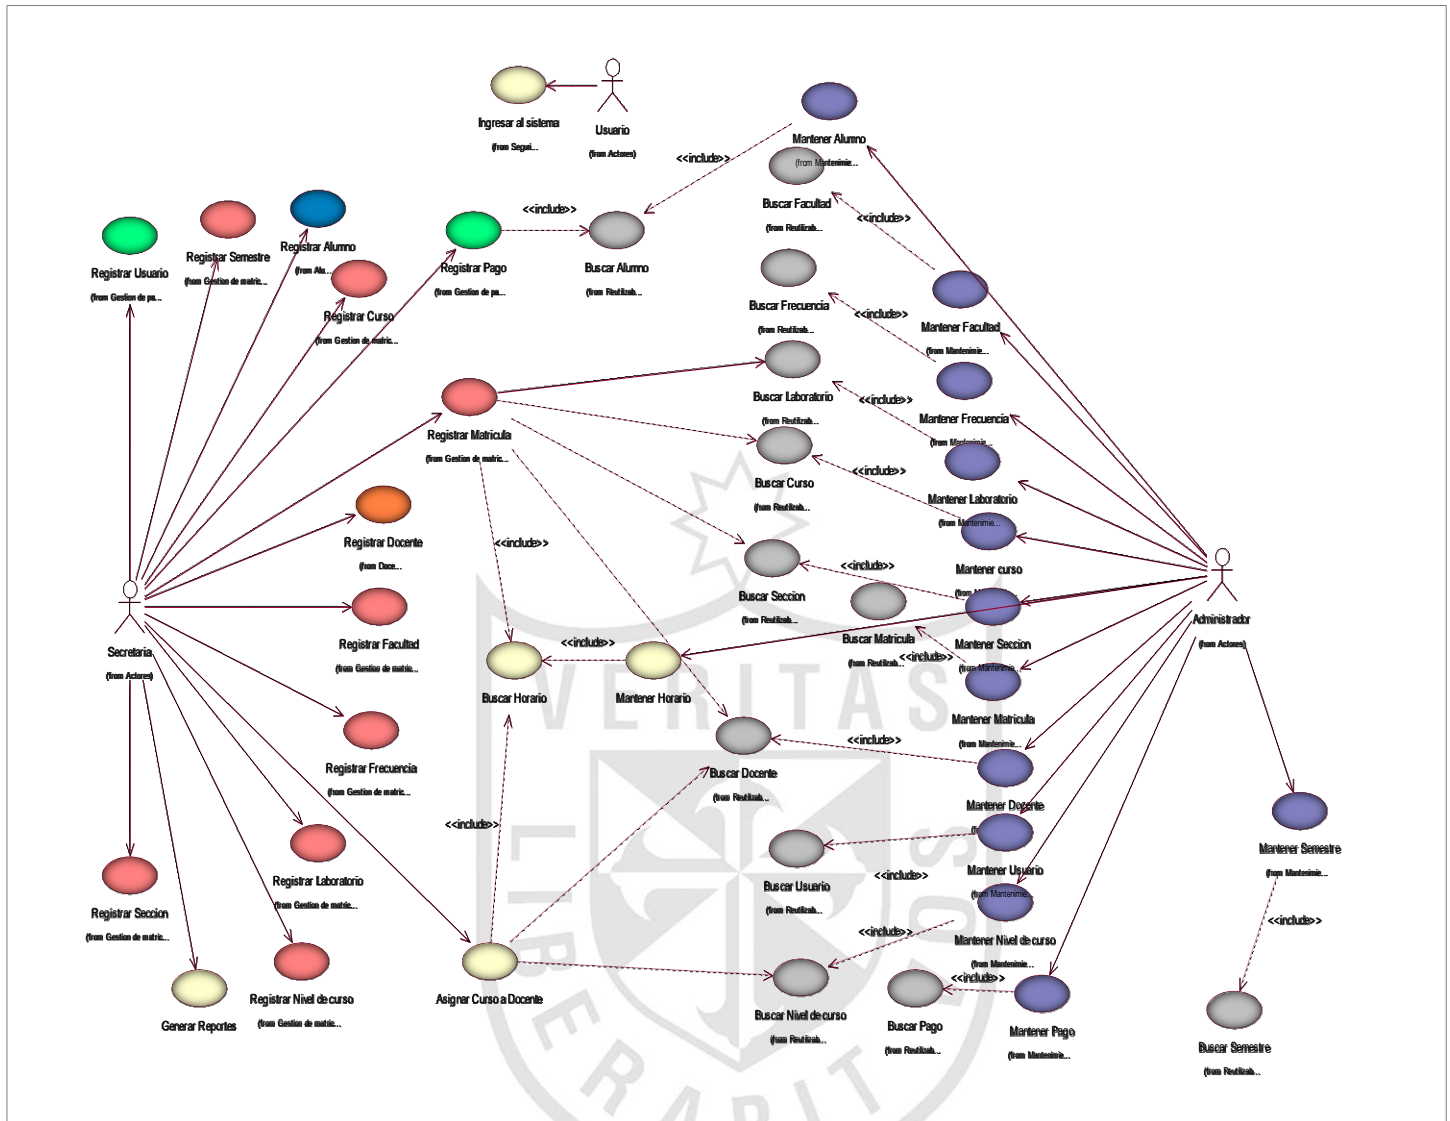 Ingresar al sistema
(from Seguri...
Usuario
(from Actores)
Mantener Alumno
(from Mantenimie...
<<include>>
Buscar Facultad
(from Reutilizab...
<<include>>
Registrar Usuario
(from Gestion de pa...
Registrar Semestre
(from Gestion de matric...
Registrar Alumno
(from Alu...
Registrar Curso
(from Gestion de matric...
Registrar Pago
(from Gestion de pa...
<<include>>
Buscar Alumno
(from Reutilizab...
Buscar Frecuencia
(from Reutilizab...
<<include>>
Mantener Facultad
(from Mantenimie...
Buscar Laboratorio
(from Reutilizab...
<<include>>
Mantener Frecuencia
(from Mantenimie...
Registrar Matricula
(from Gestion de matric...
Buscar Curso
(from Reutilizab...
<<include>>
Mantener Laboratorio
(from Mantenimie...
Registrar Docente
(from Doce...
<<include>>
Buscar Seccion
(from Reutilizab...
<<include>>
Mantener curso
Administrador
(from Actores)
Registrar Facultad
(from Gestion de matric...
Secretaria
(from Actores)
Buscar Matricula
(from Reutilizab...
<<include>>
Mantener Seccion
(from Mantenimie...
Buscar Horario
<<include>>
Mantener Horario
Mantener Matricula
(from Mantenimie...
Registrar Frecuencia
(from Gestion de matric...
Buscar Docente
(from Reutilizab...
<<include>>
Mantener Docente
<<include>>
Registrar Laboratorio
(from Gestion de matric...
Buscar Usuario
(from Reutilizab...
<<include>>
Mantener Usuario
(from Mantenimie...
Mantener Semestre
(from Mantenimie...
<<include>>
Registrar Seccion
(from Gestion de matric...
Mantener Nivel de curso
(from Mantenimie...
<<include>>
Registrar Nivel de curso
(from Gestion de matric...
Generar Reportes
Asignar Curso a Docente
Buscar Nivel de curso
(from Reutilizab...
Buscar Pago
(from Reutilizab...
<<include>>
Mantener Pago
(from Mantenimie...
Buscar Semestre
(from Reutilizab...
VERITAS
LIBERABIT